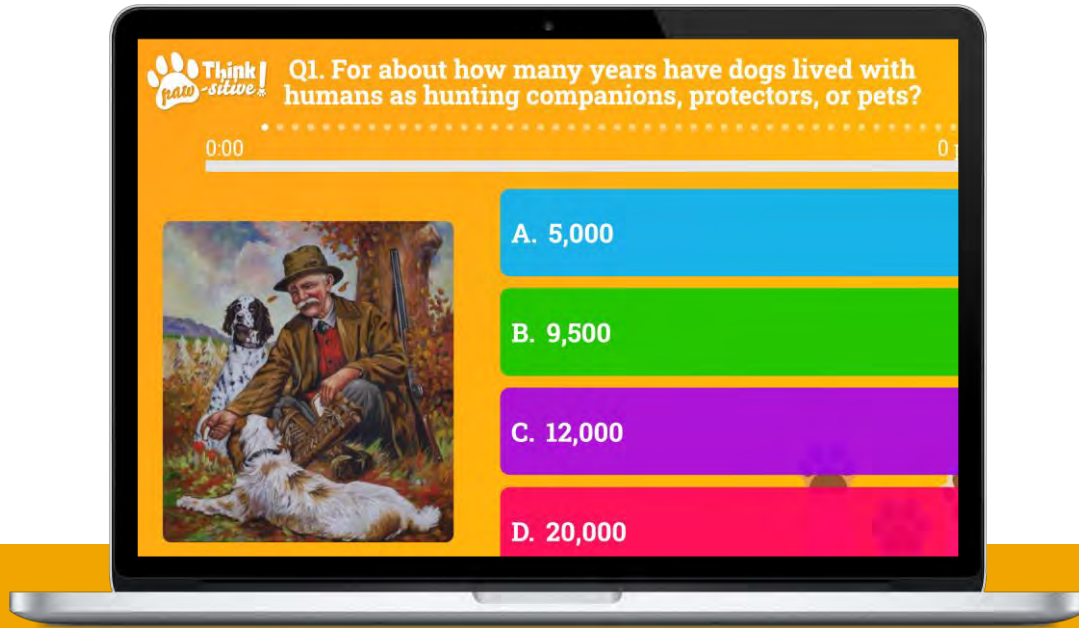 Think!
paw-sitive
Q1. For about how many years have dogs lived with
humans as hunting companions, protectors, or pets?
0:00
0
A. 5,000
B. 9,500
C. 12,000
D. 20,000